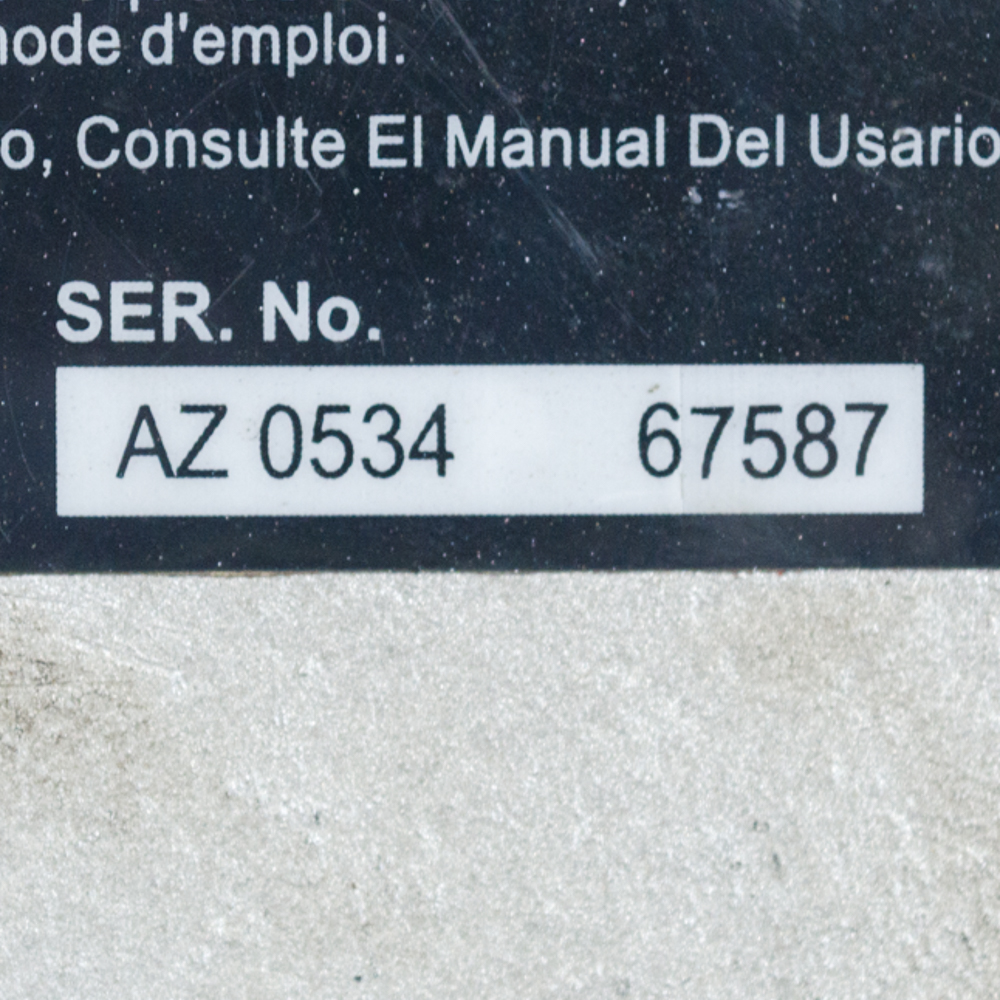 mode d'emploi.
o, Consulte El Manual Del Usario
SER. No.
AZ 0534 67587